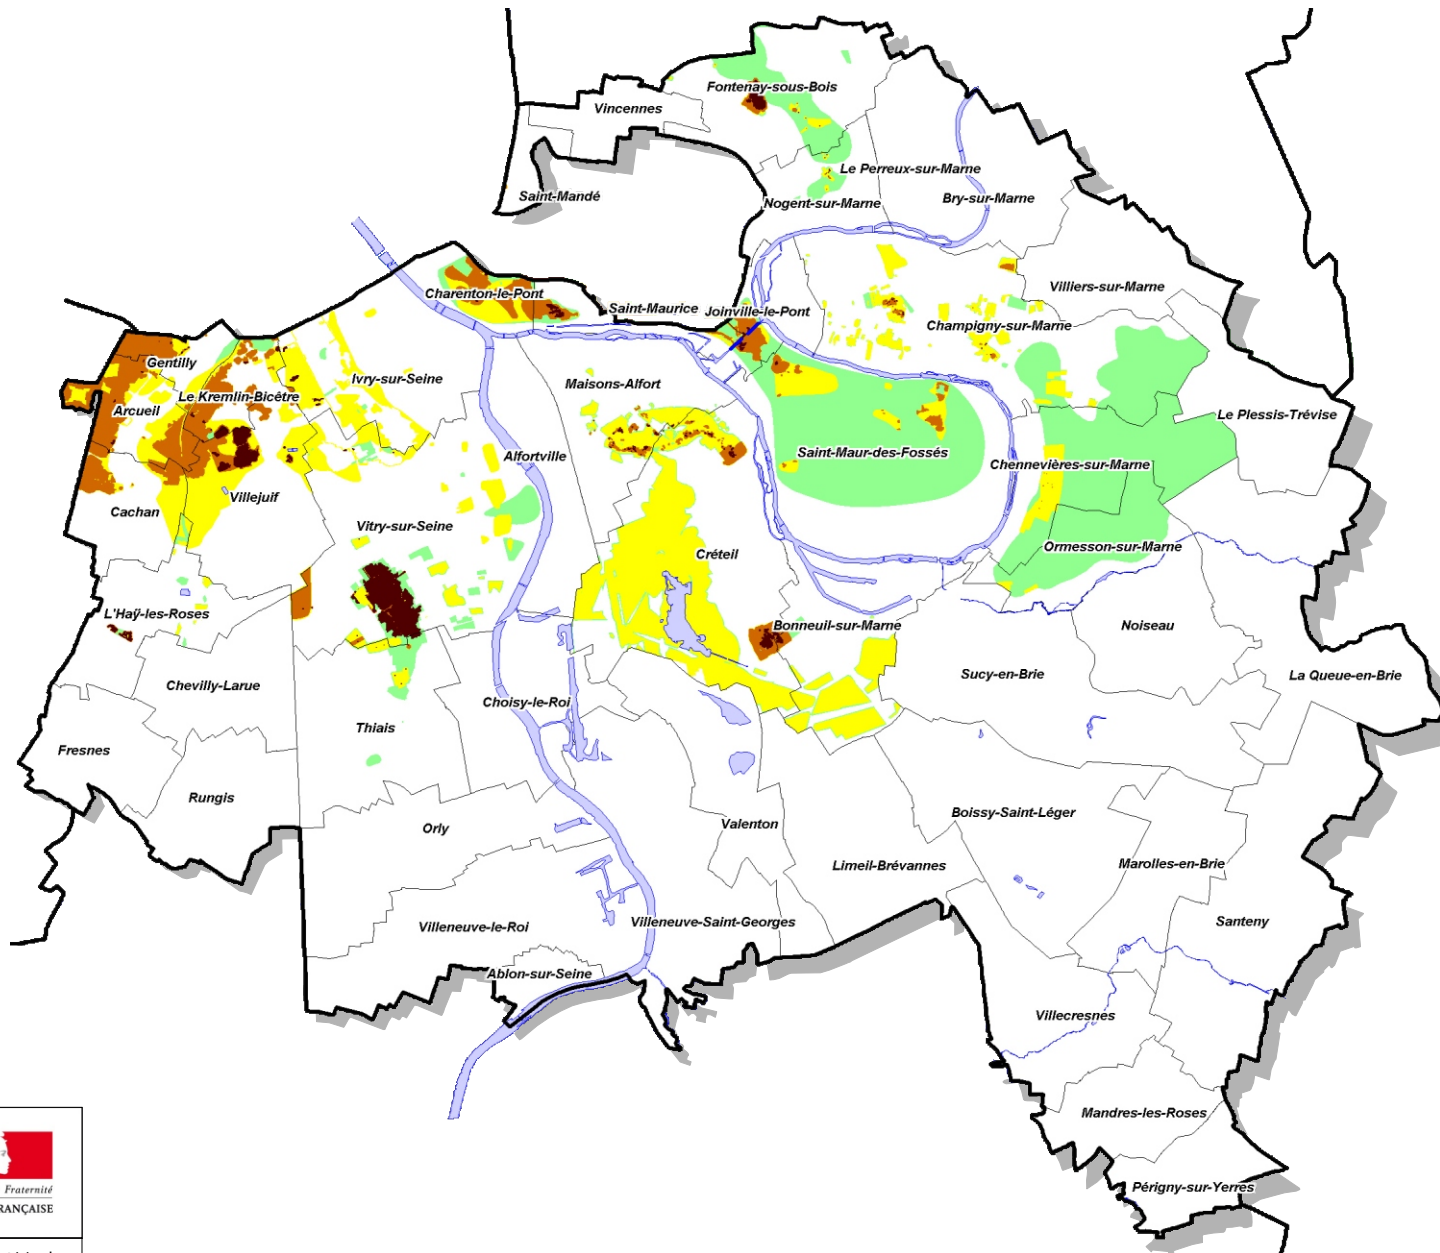 Fontenay-sous-Bois
Vincennes
Le Perreux-sur-Marne
Saint-Mandé
Nogent-sur-Marne
Bry-sur-Marne
Charenton-le-Pont
Saint-Maurice
Joinville-le-Pont
Villiers-sur-Marne
Champigny-sur-Marne
Gentilly
Ivry-sur-Seine
Maisons-Alfort
Le Kremlin-Bicêtre
Arcueil
Le Plessis-Trévise
Alfortville
Saint-Maur-des-Fossés
Chennevières-sur-Marne
Villejuif
Cachan
Vitry-sur-Seine
Créteil
Ormesson-sur-Marne
L'Haÿ-les-Roses
Bonneuil-sur-Marne
Noiseau
Sucy-en-Brie
La Queue-en-Brie
Chevilly-Larue
Choisy-le-Roi
Thiais
Fresnes
Rungis
Boissy-Saint-Léger
Valenton
Orly
Limeil-Brévannes
Marolles-en-Brie
Villeneuve-le-Roi
Villeneuve-Saint-Georges
Santeny
Ablon-sur-Seine
Villecresnes
Mandres-les-Roses
Périgny-sur-Yerres
Fraternité